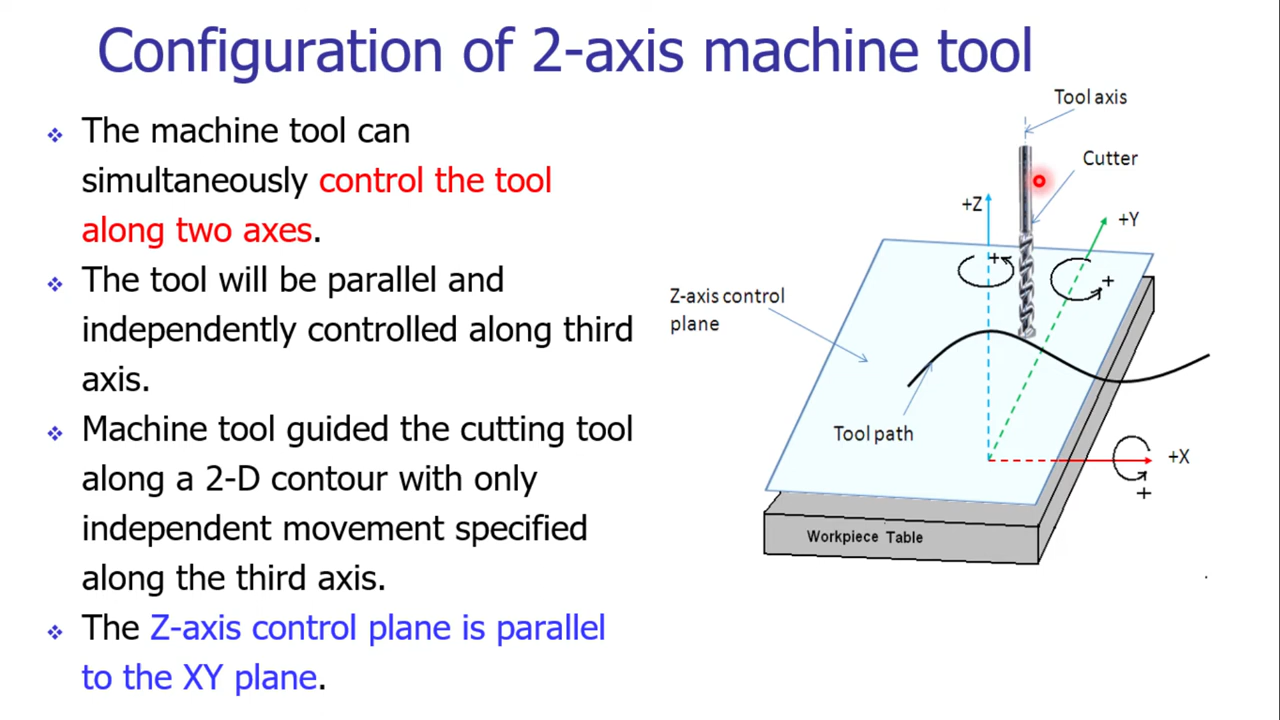 Configuration of 2-axis machine tool
❖ The machine tool can
simultaneously control the tool
along two axes.
❖ The tool will be parallel and
independently controlled along third
axis.
❖ Machine tool guided the cutting tool
along a 2-D contour with only
independent movement specified
along the third axis.
❖ The Z-axis control plane is parallel
to the XY plane.
Tool axis
Cutter
+Z
+Y
+
+
Z-axis control
plane
Tool path
+X
+
Workpiece Table